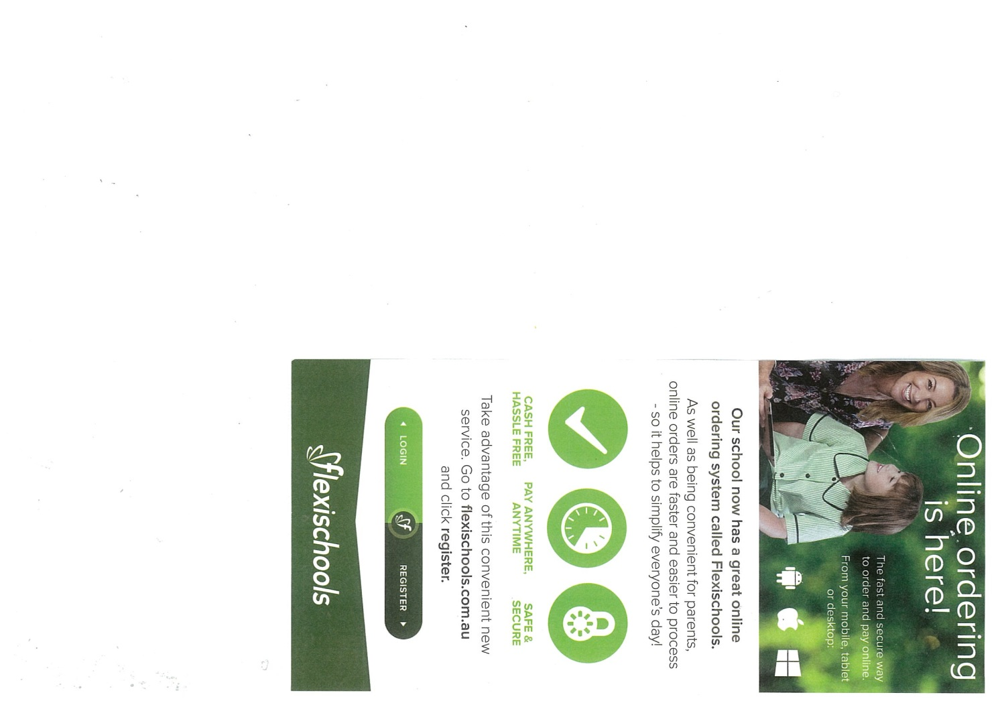 Online ordering
is here!
The fast and secure way
to order and pay online.
From your mobile, tablet
or desktop:
Our school now has a great online
ordering system called Flexischools.
As well as being convenient for parents,
online orders are faster and easier to process
- so it helps to simplify everyone's day!
CASH FREE,
HASSLE FREE
PAY ANYWHERE,
ANYTIME
SAFE &
SECURE
Take advantage of this convenient new
service. Go to flexischools.com.au
and click register.
LOGIN
REGISTER
flexischools